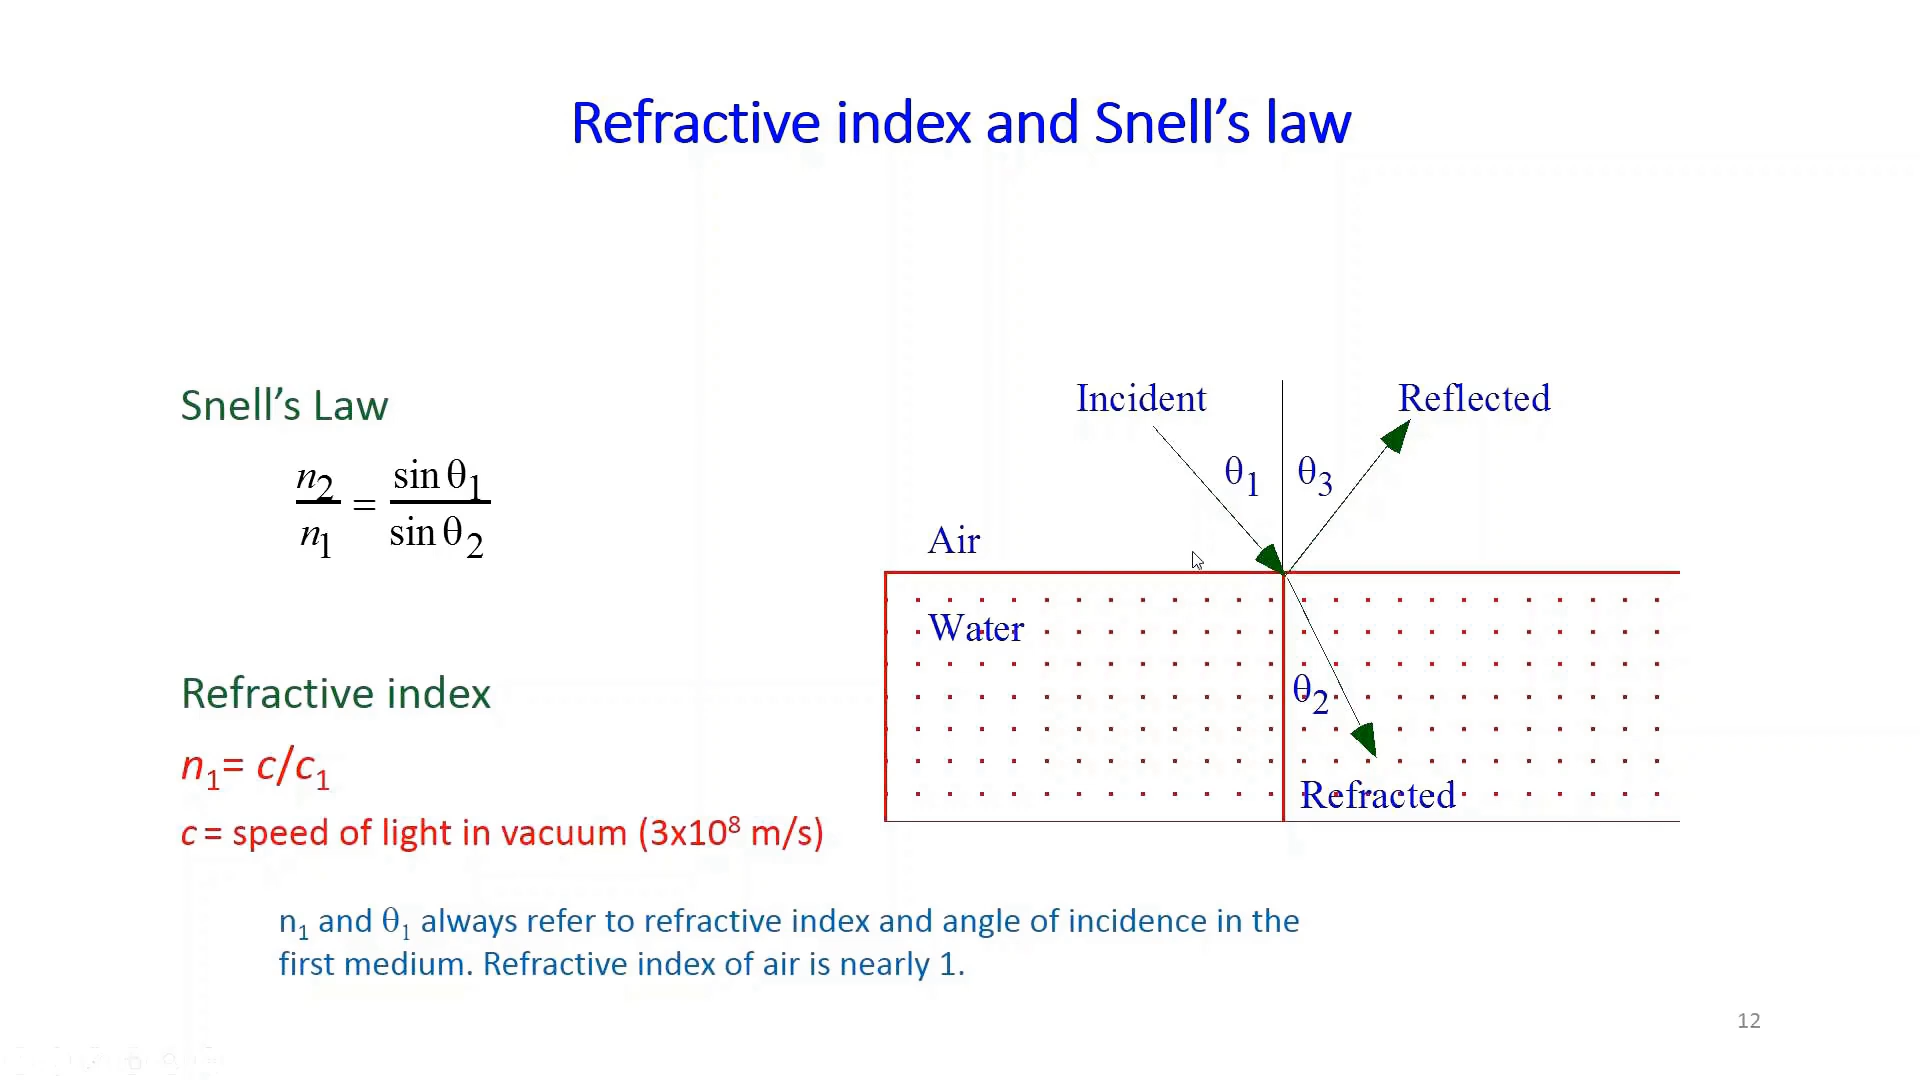 Refractive index and Snell’s law
Snell’s Law
n2/n1 = sin θ1/sin θ2
Refractive index
n1= c/c1
c = speed of light in vacuum (3x10⁸ m/s)
n1 and θ1 always refer to refractive index and angle of incidence in the
first medium. Refractive index of air is nearly 1.
Incident
Reflected
θ1
θ3
Air
Water
θ2
Refracted
12